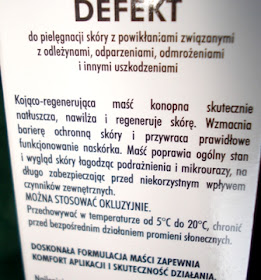 DEFEKT
do pielęgnacji skóry z powikłaniami związanymi
z odleżynami, odparzeniami, odmrożeniami
i innymi uszkodzeniami
Kojąco-regenerująca maść konopna skutecznie
natłuszcza, nawilża i regeneruje skórę. Wzmacnia
barierę ochronną skóry i przywraca prawidłowe
funkcjonowanie naskórka. Maść poprawia ogólny stan
i wygląd skóry łagodząc podrażnienia i mikrourazy, na
długo zabezpieczając przed niekorzystnym wpływem
czynników zewnętrznych.
MOŻNA STOSOWAĆ OKLUZYJNIE.
Przechowywać w temperaturze od 5°C do 20°C, chronić
przed bezpośrednim działaniem promieni słonecznych.
DOSKONAŁA FORMULACJA MAŚCI ZAPEWNIA
KOMFORT APLIKACJI I SKUTECZNOŚĆ DZIAŁANIA.